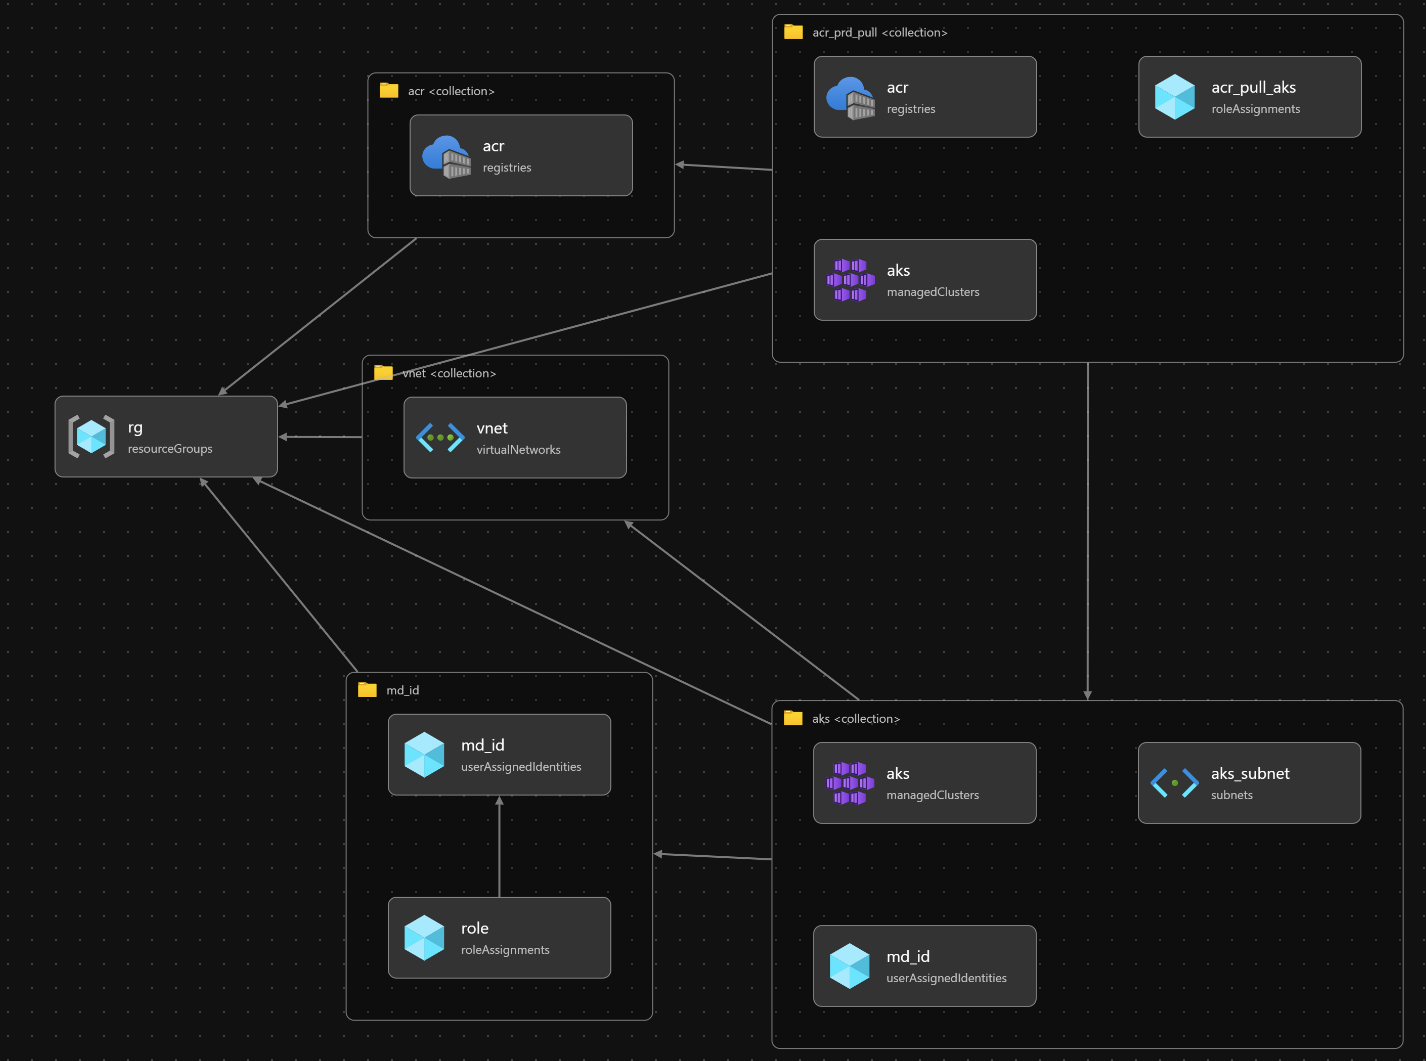 acr_prd_pull <collection>
acr
registries
acr_pull_aks
roleAssignments
aks
managedClusters
acr <collection>
acr
registries
vnet <collection>
vnet
virtualNetworks
rg
resourceGroups
md_id
md_id
userAssignedIdentities
role
roleAssignments
aks <collection>
aks
managedClusters
aks_subnet
subnets
md_id
userAssignedIdentities